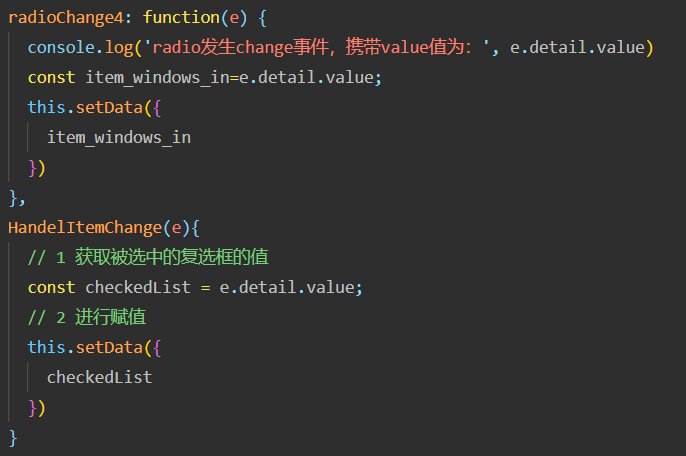 radioChange4: function(e) {
console.log('radio发生change事件，携带value值为：', e.detail.value)
const item_windows_in=e.detail.value;
this.setData({
item_windows_in
})
},
HandelItemChange(e){
// 1 获取被选中的复选框的值
const checkedList = e.detail.value;
// 2 进行赋值
this.setData({
checkedList
})
}